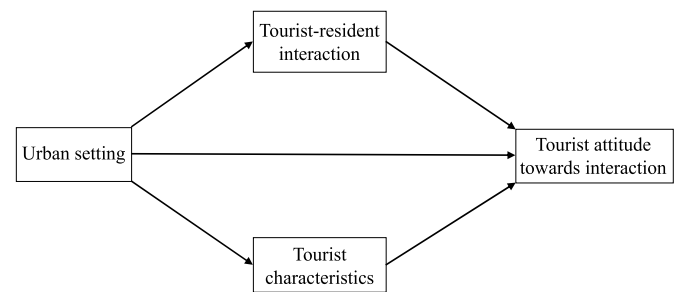 Tourist-resident
interaction
Urban setting
Tourist attitude
towards interaction
Tourist
characteristics